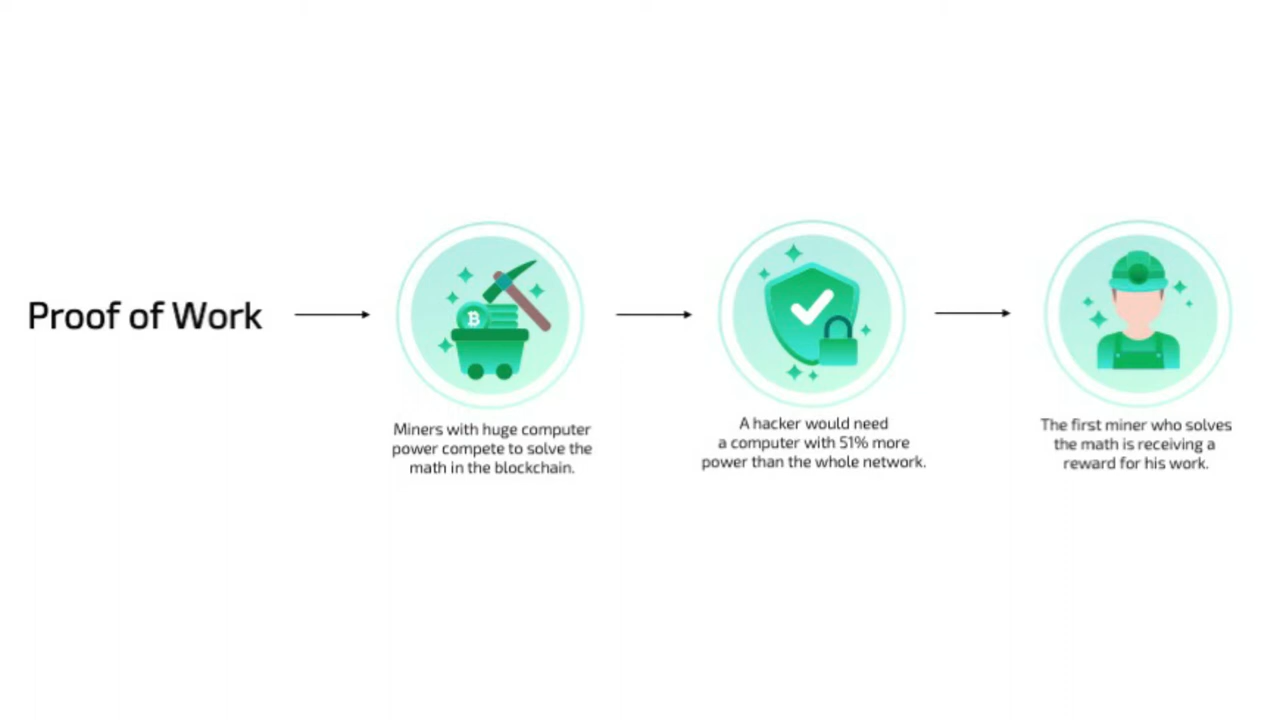 Proof of Work
Miners with huge computer
power compete to solve the
math in the blockchain.
A hacker would need
a computer with 51% more
power than the whole network.
The first miner who solves
the math is receiving a
reward for his work.